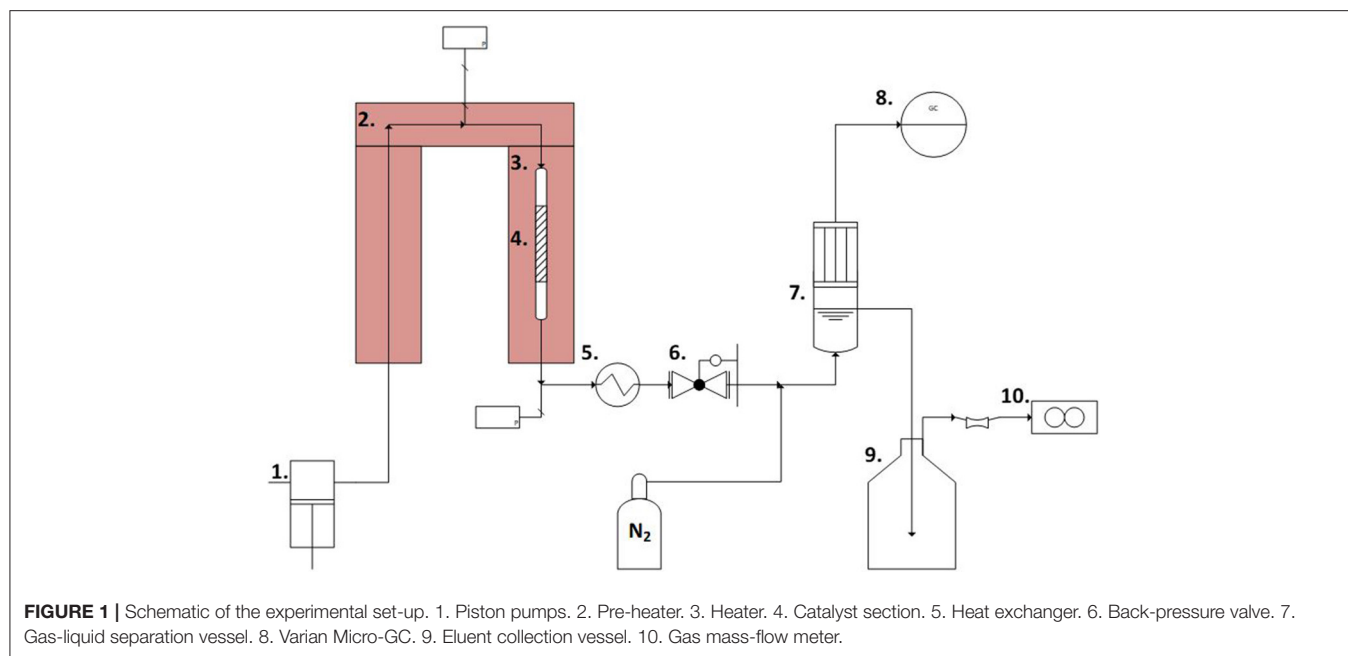 P
2.
8.
GC
3.
4.
7.
5.
6.
P
10.
1.
9.
N₂
FIGURE 1 | Schematic of the experimental set-up. 1. Piston pumps. 2. Pre-heater. 3. Heater. 4. Catalyst section. 5. Heat exchanger. 6. Back-pressure valve. 7.
Gas-liquid separation vessel. 8. Varian Micro-GC. 9. Eluent collection vessel. 10. Gas mass-flow meter.